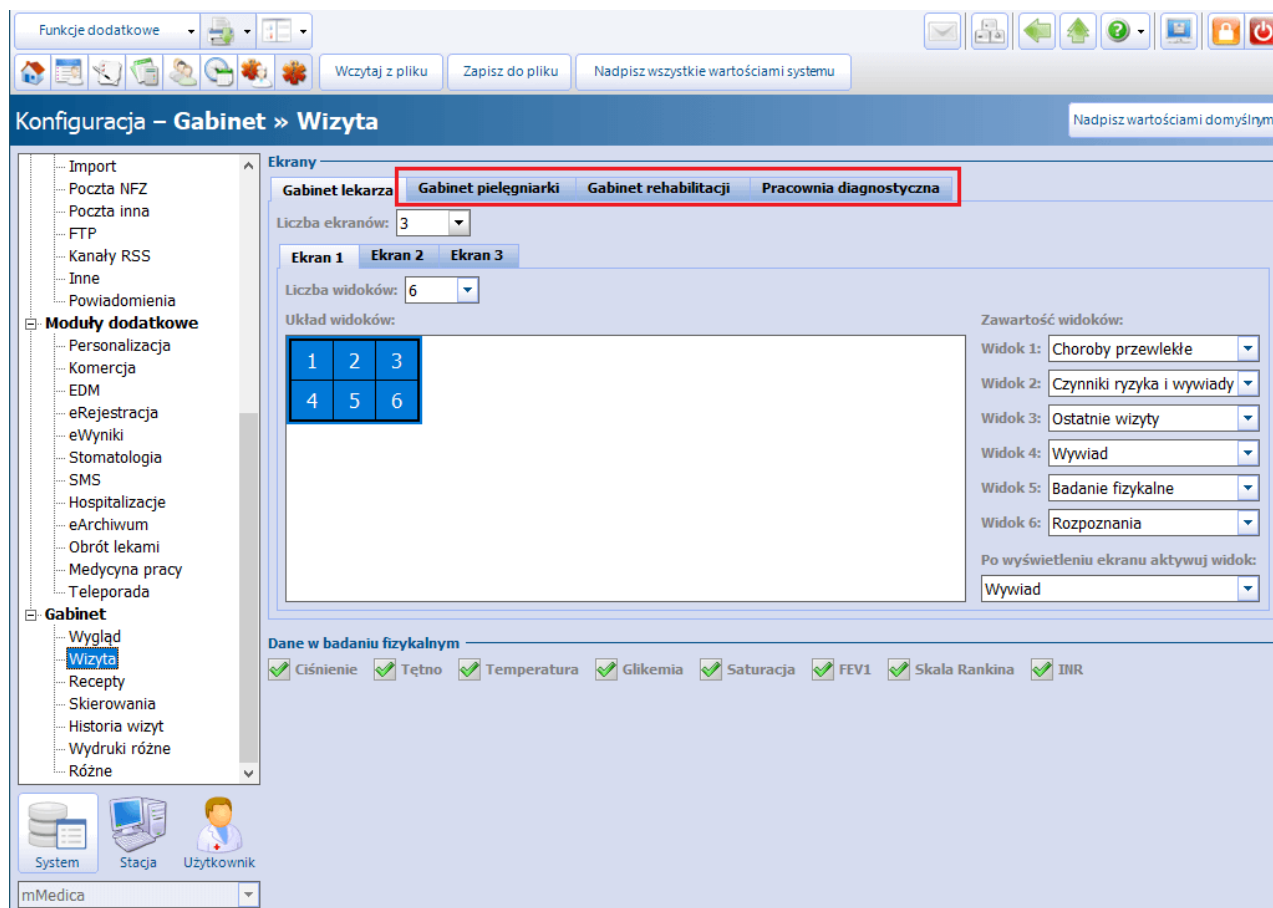 Funkcje dodatkowe
Wczytaj z pliku Zapisz do pliku Nadpisz wszystkie wartościami systemu
Konfiguracja – Gabinet » Wizyta
Nadpisz wartościami domyślnym
Import
Poczta NFZ
Poczta inna
FTP
Kanały RSS
Inne
Powiadomienia
Moduły dodatkowe
Personalizacja
Komercja
EDM
eRejestracja
eWyniki
Stomatologia
SMS
Hospitalizacje
eArchiwum
Obrót lekami
Medycyna pracy
Teleporada
Gabinet
Wygląd
Wizyta
Recepty
Skierowania
Historia wizyt
Wydruki różne
Różne
System Stacja Użytkownik
mMedica
Ekrany
Gabinet lekarza Gabinet pielęgniarki Gabinet rehabilitacji Pracownia diagnostyczna
Liczba ekranów: 3
Ekran 1 Ekran 2 Ekran 3
Liczba widoków: 6
Układ widoków:
1 2 3
4 5 6
Zawartość widoków:
Widok 1: Choroby przewlekłe
Widok 2: Czynniki ryzyka i wywiady
Widok 3: Ostatnie wizyty
Widok 4: Wywiad
Widok 5: Badanie fizykalne
Widok 6: Rozpoznania
Po wyświetleniu ekranu aktywuj widok:
Wywiad
Dane w badaniu fizykalnym
Ciśnienie Tętno Temperatura Glikemia Saturacja FEV1 Skala Rankina INR